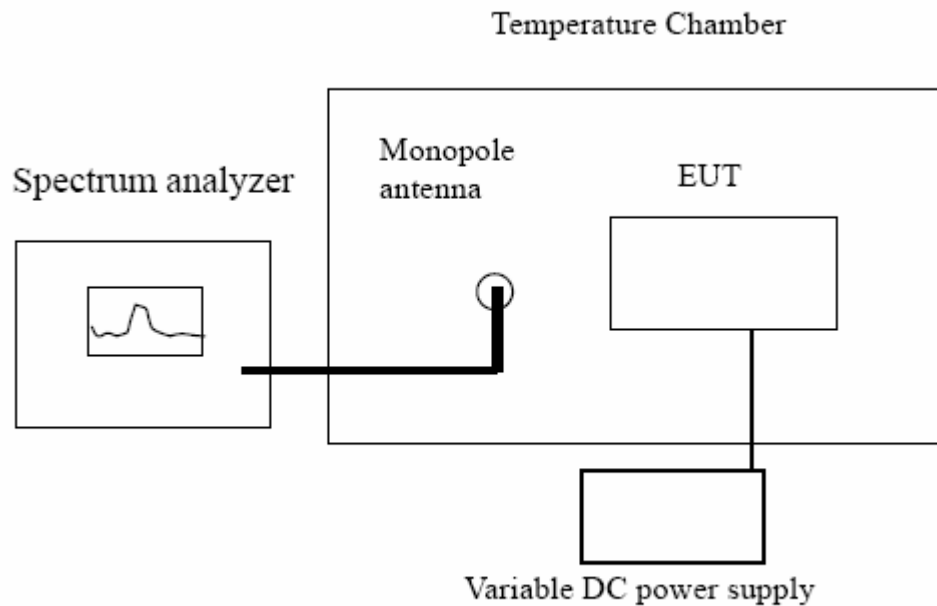 Temperature Chamber
Monopole
antenna
Spectrum analyzer
EUT
Variable DC power supply